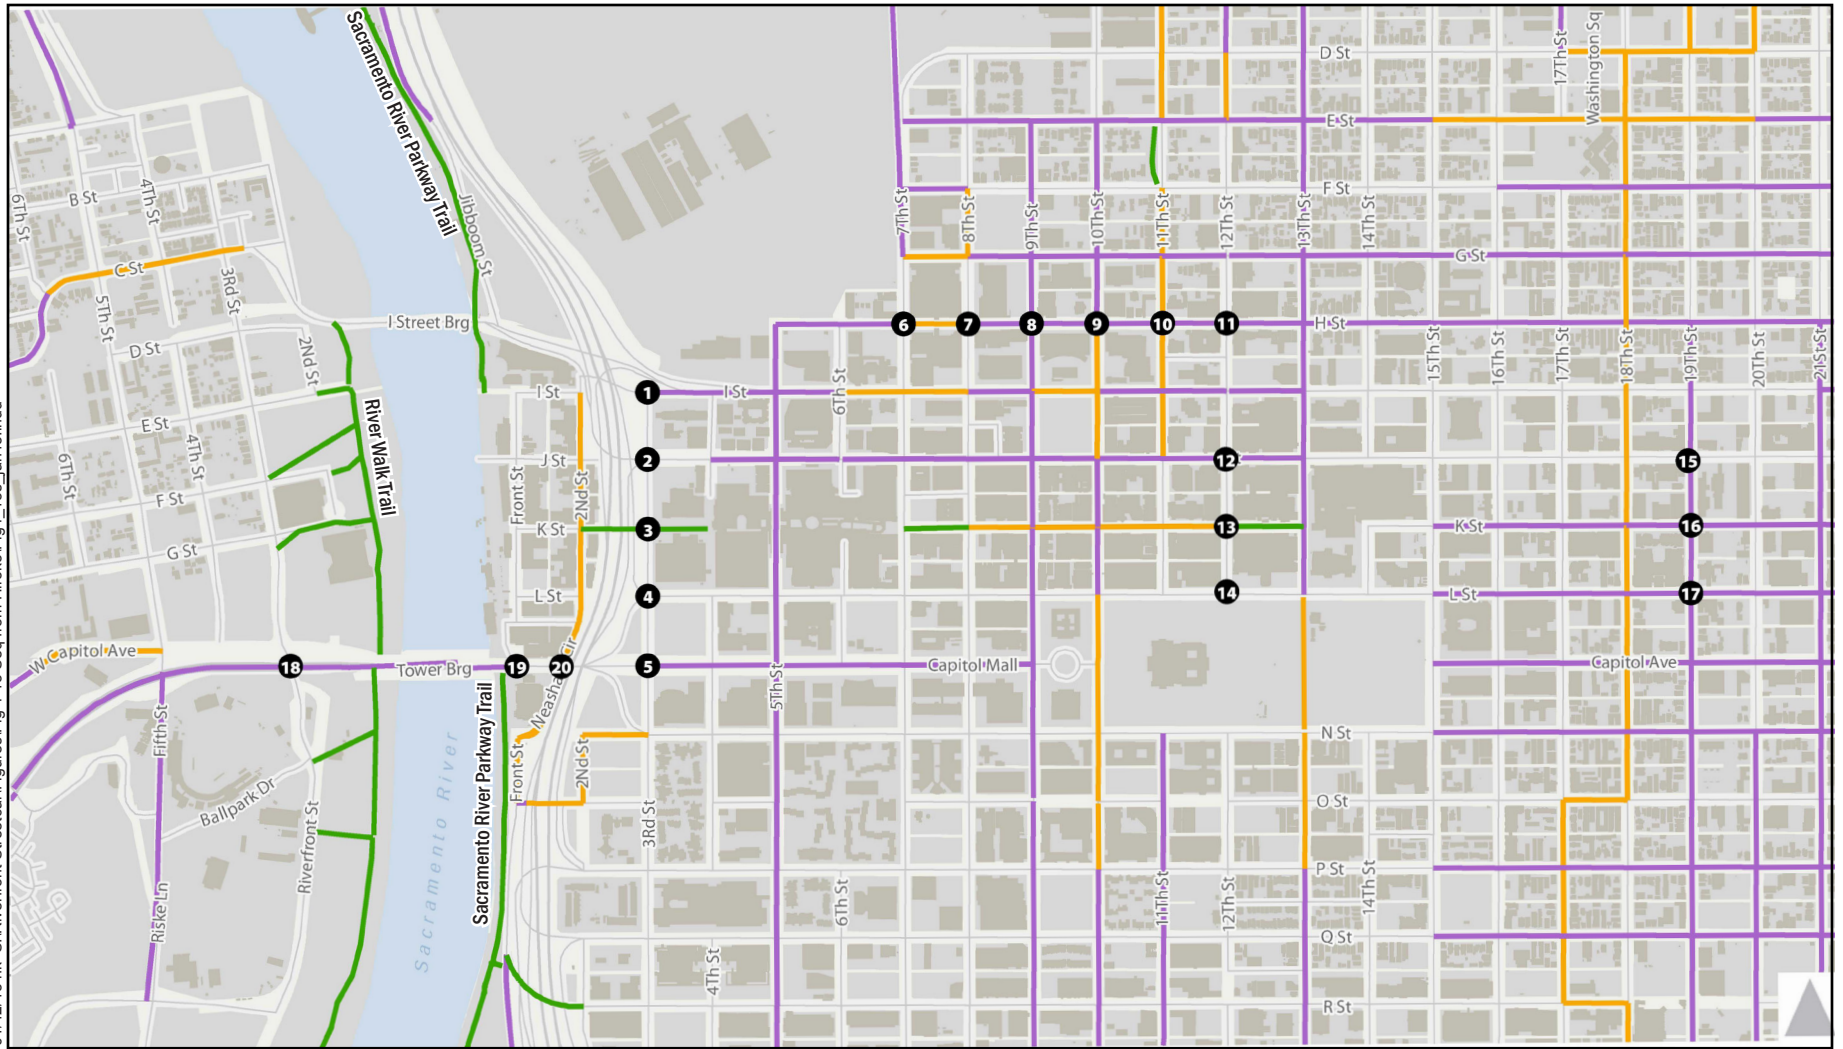 Sacramento River Parkway Trail
17Th St
Washington Sq
D St
E St
B St
4Th St
6Th St
Jibboom St
F St
7Th St
8Th St
9Th St
10Th St
11Th St
12Th St
13Th St
14Th St
C St
3Rd St
G St
5Th St
I Street Brg
6
7
8
9
10
11
H St
D St
2Nd St
15Th St
16Th St
17Th St
18Th St
19Th St
20Th St
21St St
1
I St
I St
6Th St
E St
4Th St
River Walk Trail
6Th St
J St
2
12
15
F St
Front St
2Nd St
K St
3
13
K St
16
G St
L St
4
14
L St
17
W Capitol Ave
18
Tower Brg
19
20
5
Capitol Mall
Capitol Ave
5Th St
Neasham Cir
Fifth St
Sacramento River Parkway Trail
Front St
2Nd St
N St
Ballpark Dr
Sacramento River
Riverfront St
3Rd St
O St
Riske Ln
6Th St
11Th St
12Th St
14Th St
P St
Q St
4Th St
R St